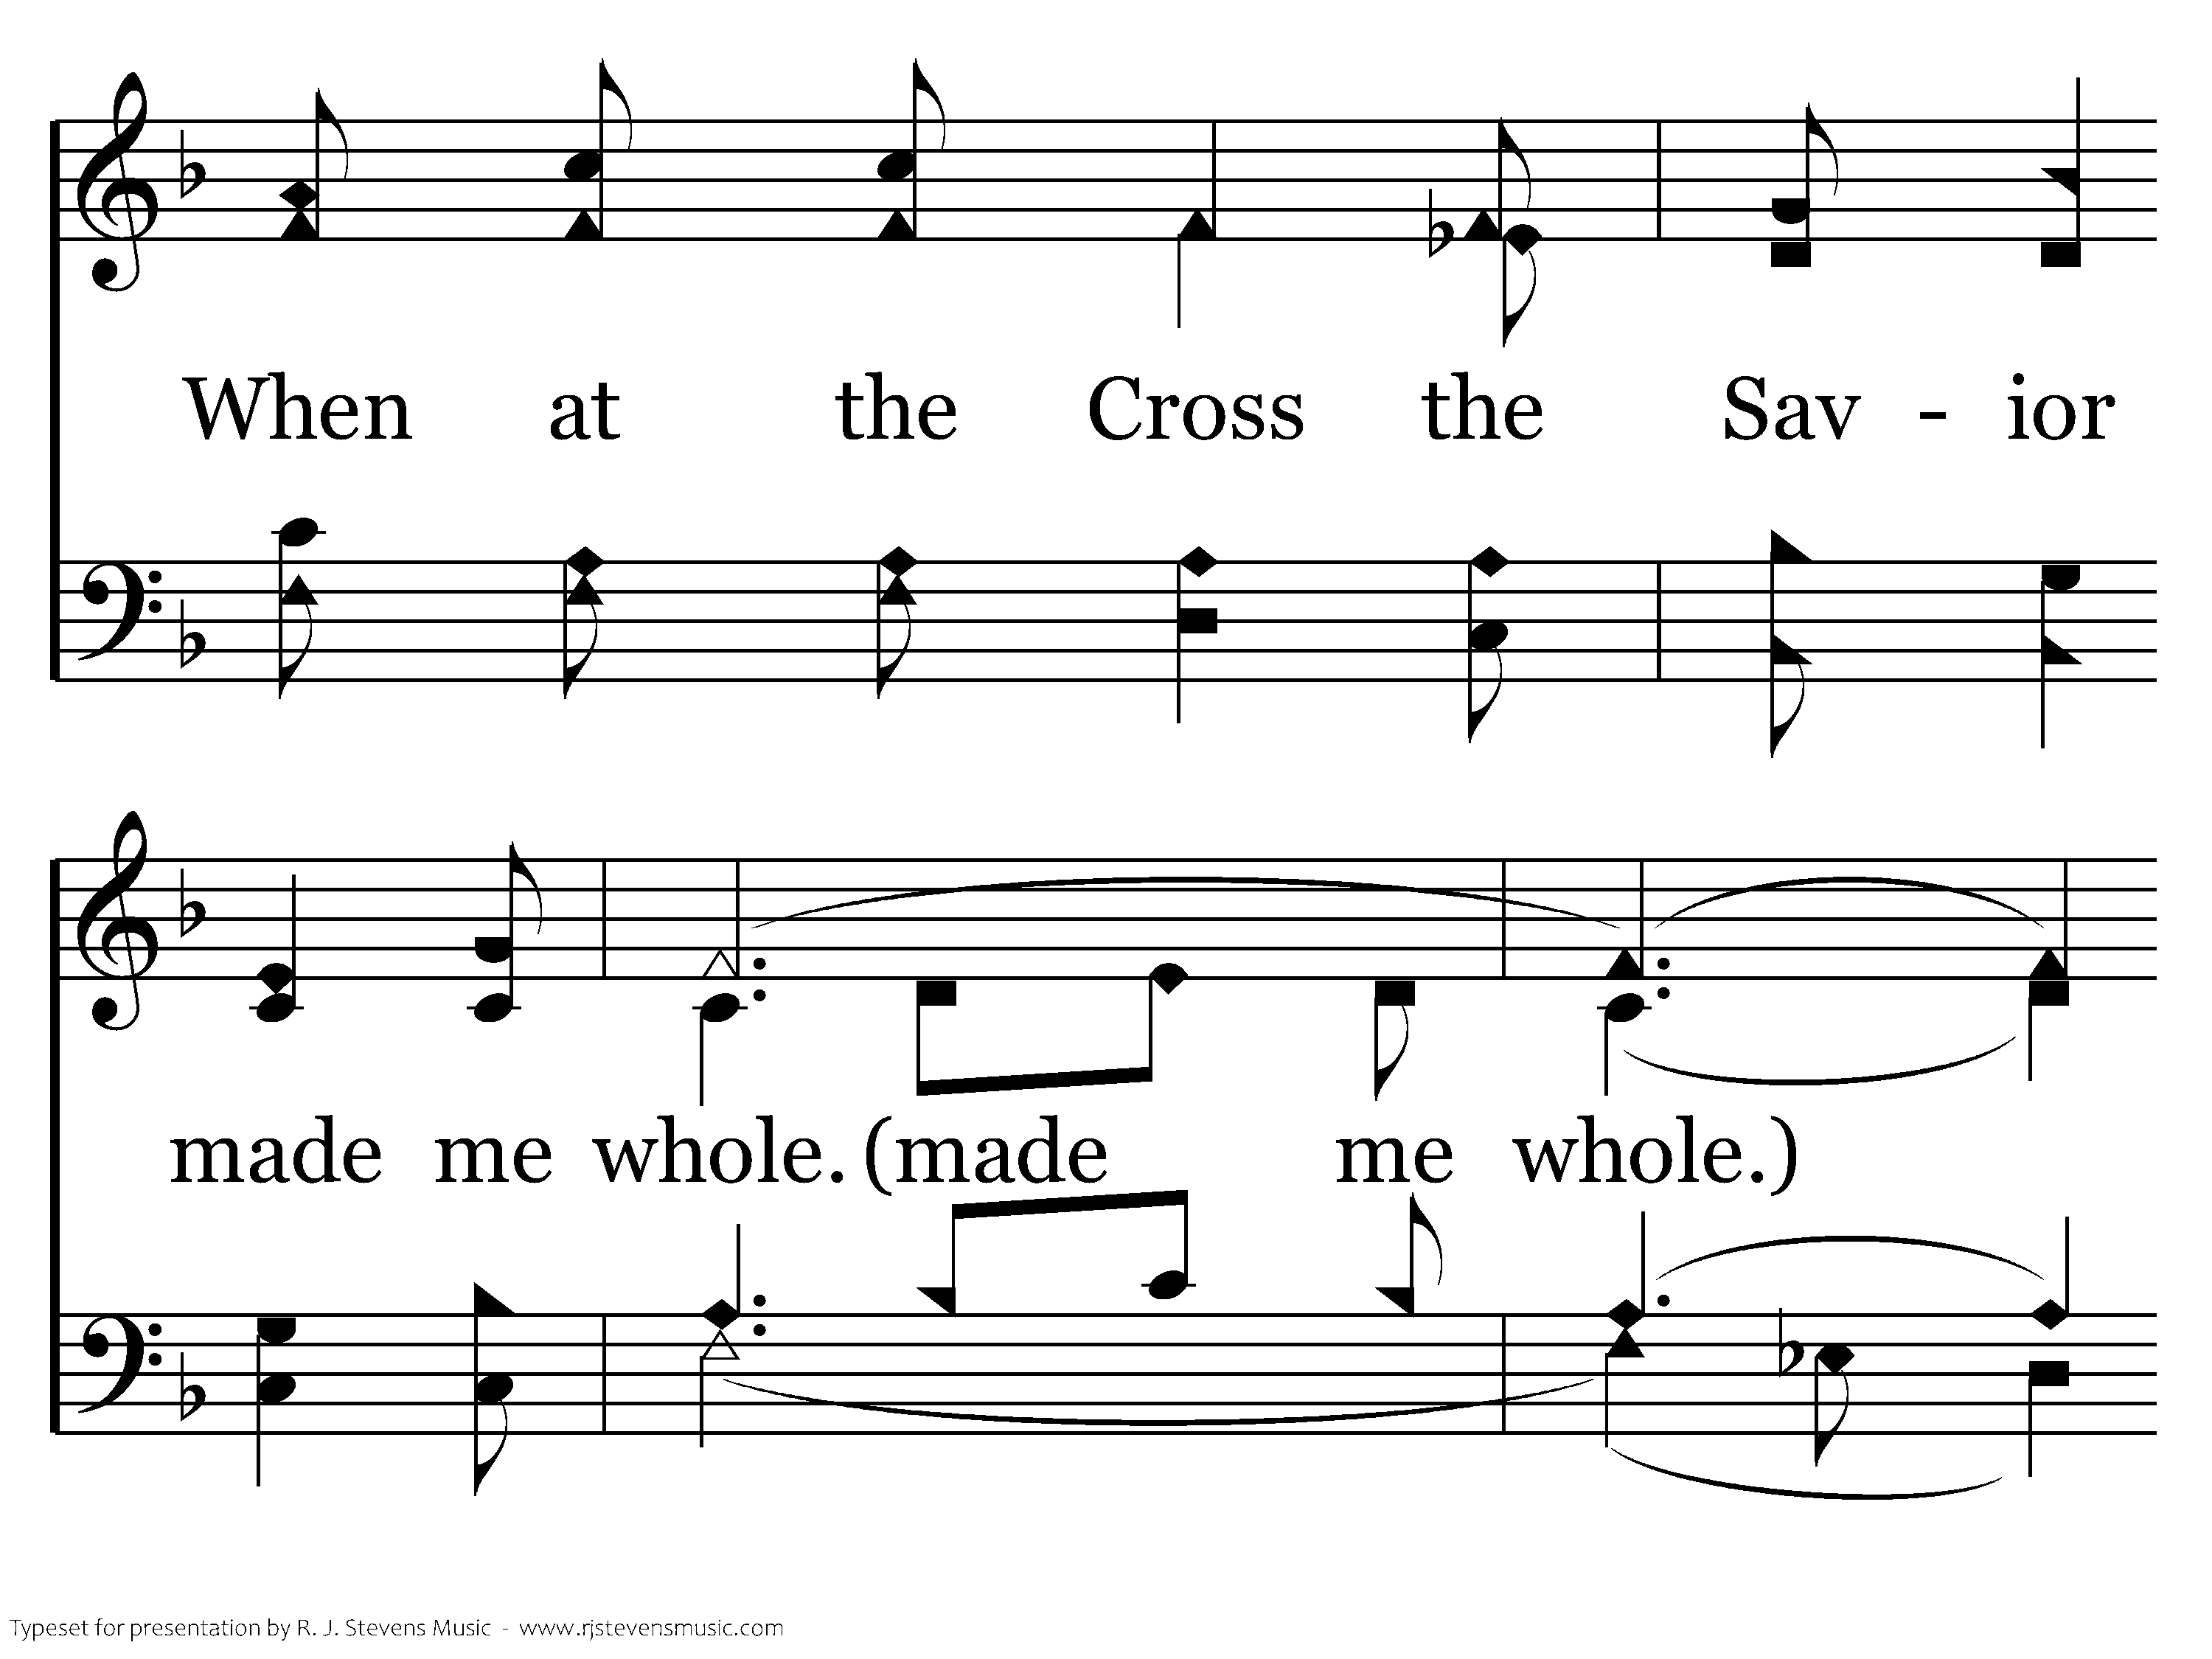 When at the Cross the Sav - ior
made me whole. (made me whole.)
Typeset for presentation by R. J. Stevens Music - www.rjstevensmusic.com